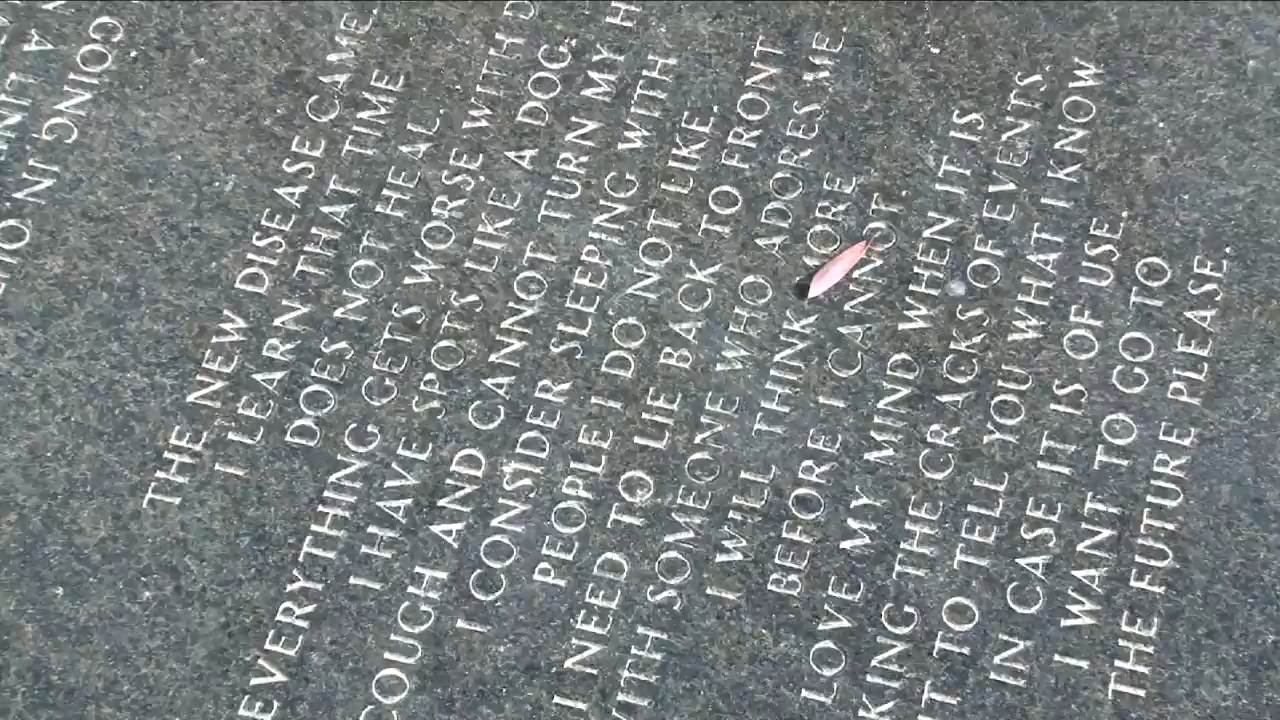 GOING IN
THE NEW DISEASE CAME.
I LEARN THAT TIME
DOES NOT HEAL.
EVERYTHING GETS WORSE WITH D
I HAVE SPOTS LIKE A DOG.
COUGH AND CANNOT TURN MY H
I CONSIDER SLEEPING WITH
PEOPLE I DO NOT LIKE.
I NEED TO LIE BACK TO FRONT
WITH SOMEONE WHO ADORES ME.
I WILL THINK MORE
BEFORE I CANNOT.
LOVE MY MIND WHEN IT IS
KING THE CRACKS OF EVENTS.
T TO TELL YOU WHAT I KNOW
IN CASE IT IS OF USE.
I WANT TO GO TO
THE FUTURE PLEASE.